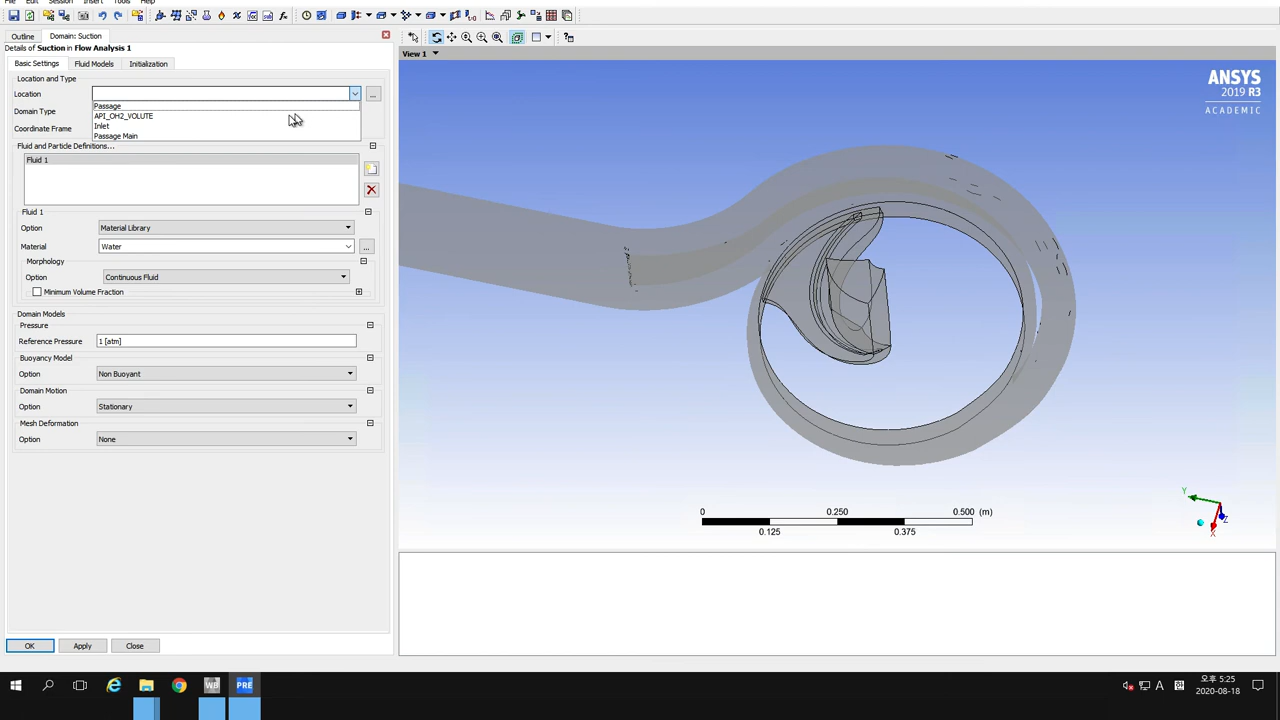 File Edit Session Insert Tools Help
Outline Domain: Suction
Details of Suction in Flow Analysis 1
Basic Settings Fluid Models Initialization
Location and Type
Location
...
Passage
Domain Type
API_OH2_VOLUTE
Inlet
Coordinate Frame
Passage Main
Fluid and Particle Definitions...
Fluid 1
Fluid 1
Option Material Library
Material Water ...
Morphology
Option Continuous Fluid
Minimum Volume Fraction
Domain Models
Pressure
Reference Pressure 1 [atm]
Buoyancy Model
Option Non Buoyant
Domain Motion
Option Stationary
Mesh Deformation
Option None
OK Apply Close
View 1
ANSYS
2019 R3
ACADEMIC
0 0.250 0.500 (m)
0.125 0.375
Y
Z
X
WB PRE
A
오후 5:25
2020-08-18